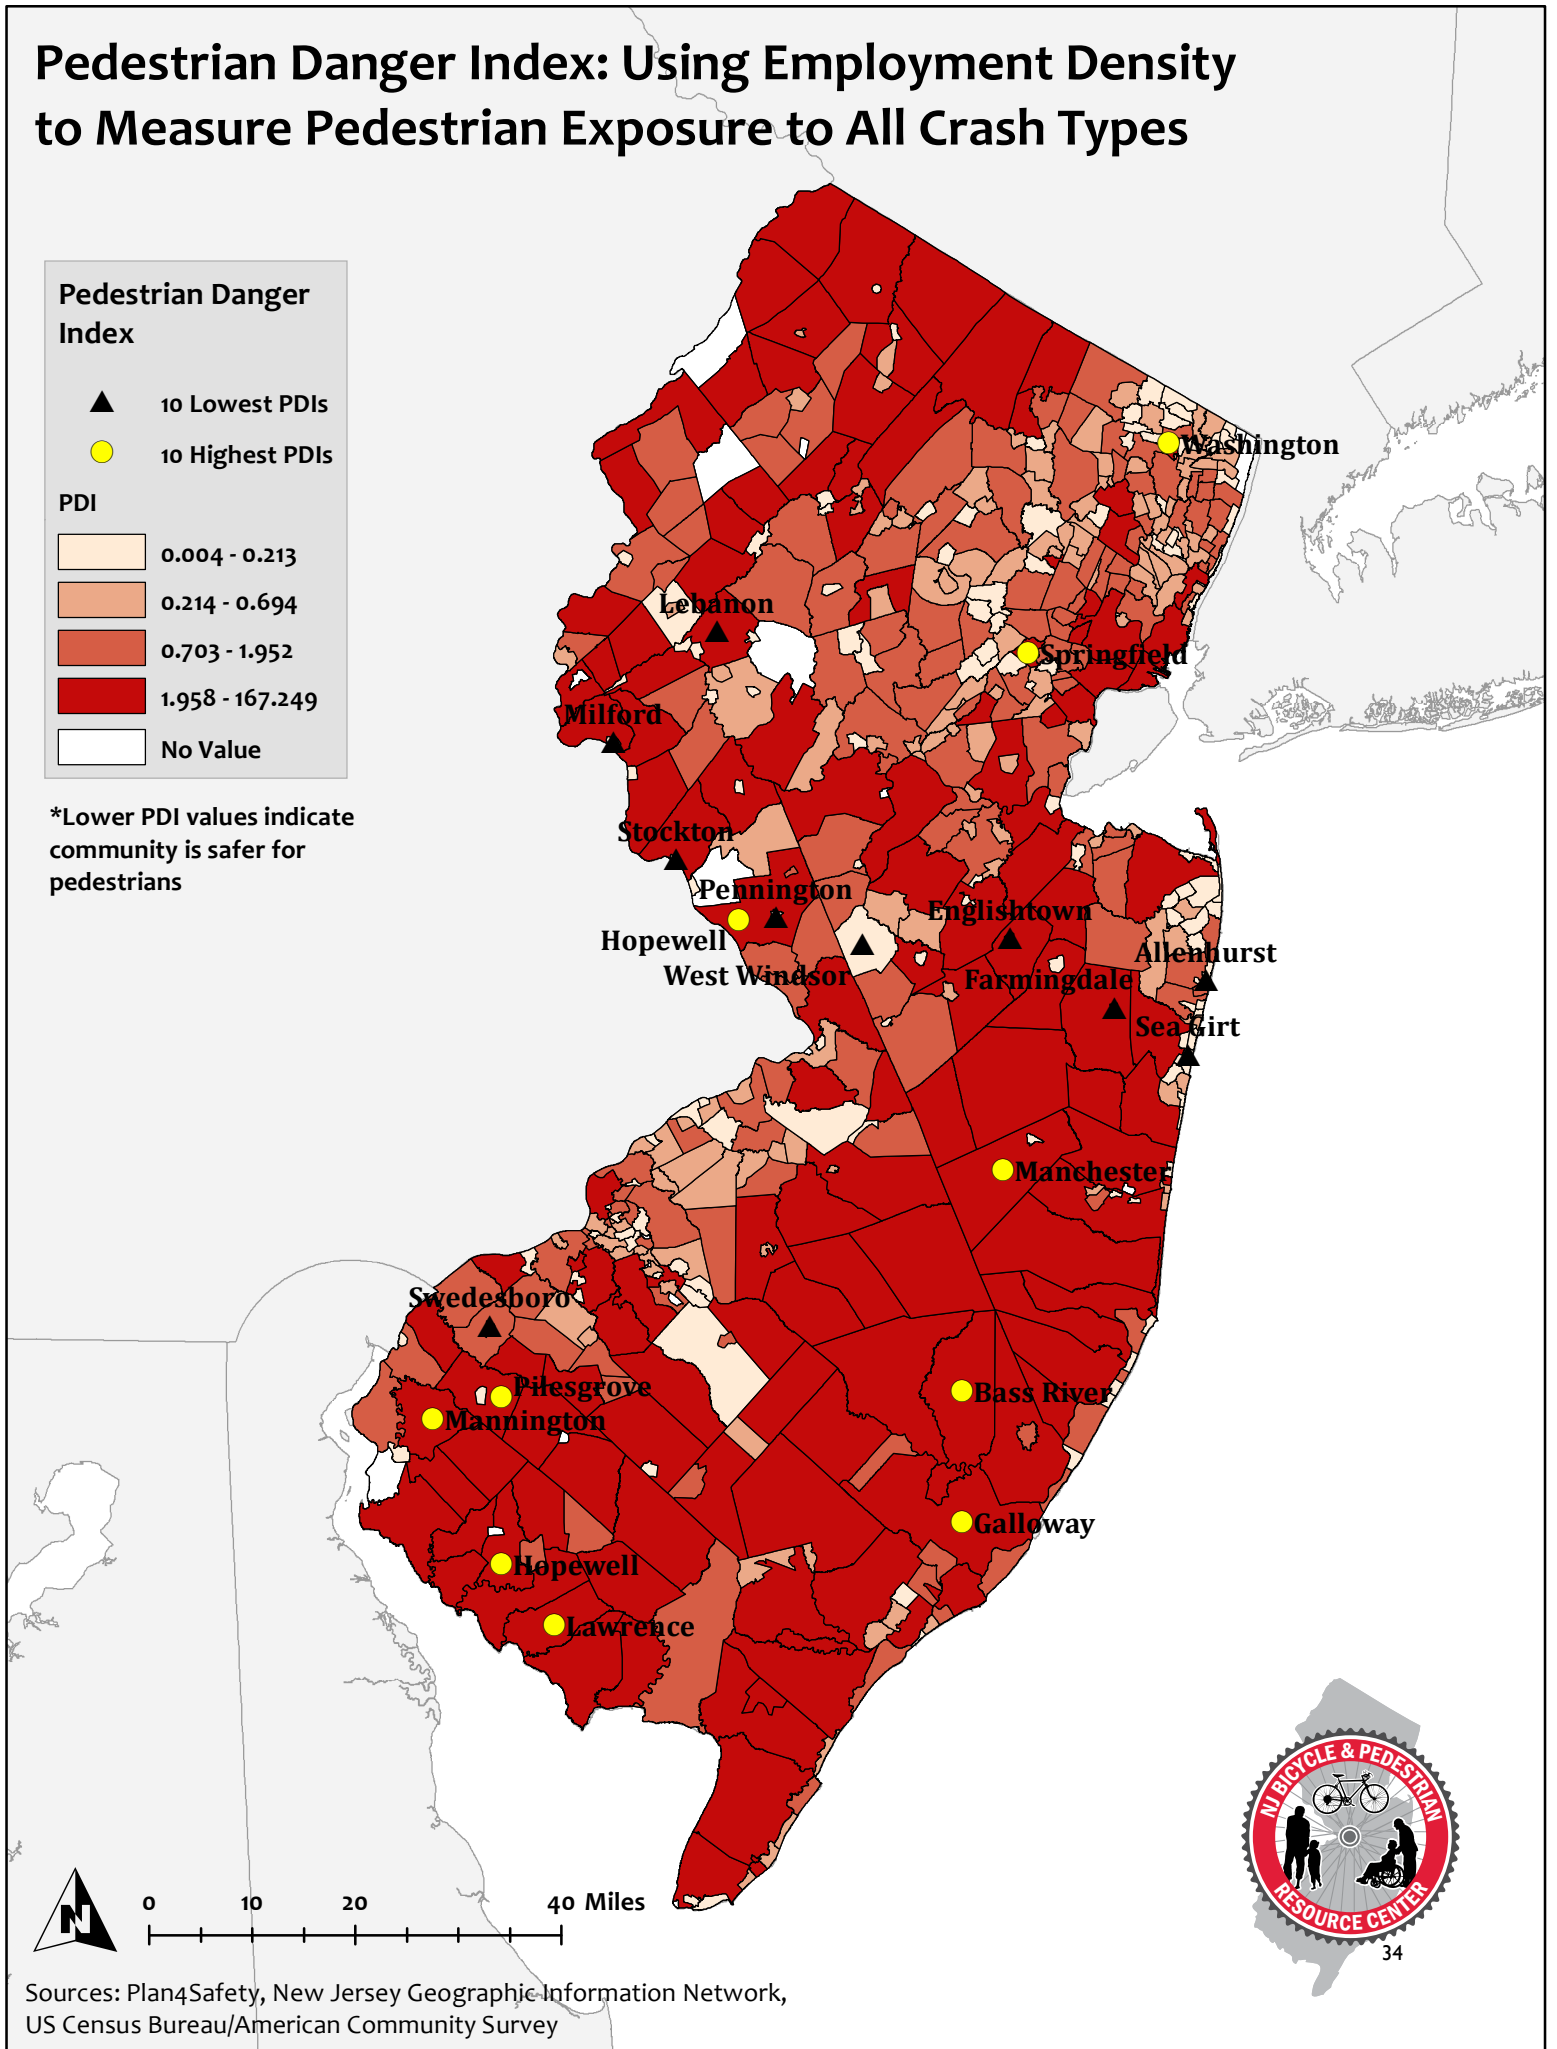 Pedestrian Danger Index: Using Employment Density
to Measure Pedestrian Exposure to All Crash Types
Pedestrian Danger
Index
10 Lowest PDIs
10 Highest PDIs
PDI
0.004 - 0.213
0.214 - 0.694
0.703 - 1.952
1.958 - 167.249
No Value
*Lower PDI values indicate
community is safer for
pedestrians
Washington
Lebanon
Springfield
Milford
Stockton
Pennington
Englishtown
Hopewell
Allenhurst
West Windsor
Farmingdale
Sea Girt
Manchester
Swedesboro
Pilesgrove
Bass River
Mannington
Galloway
Hopewell
Lawrence
NJ BICYCLE & PEDESTRIAN
RESOURCE CENTER
34
N
0 10 20 40 Miles
Sources: Plan4Safety, New Jersey Geographic Information Network,
US Census Bureau/American Community Survey